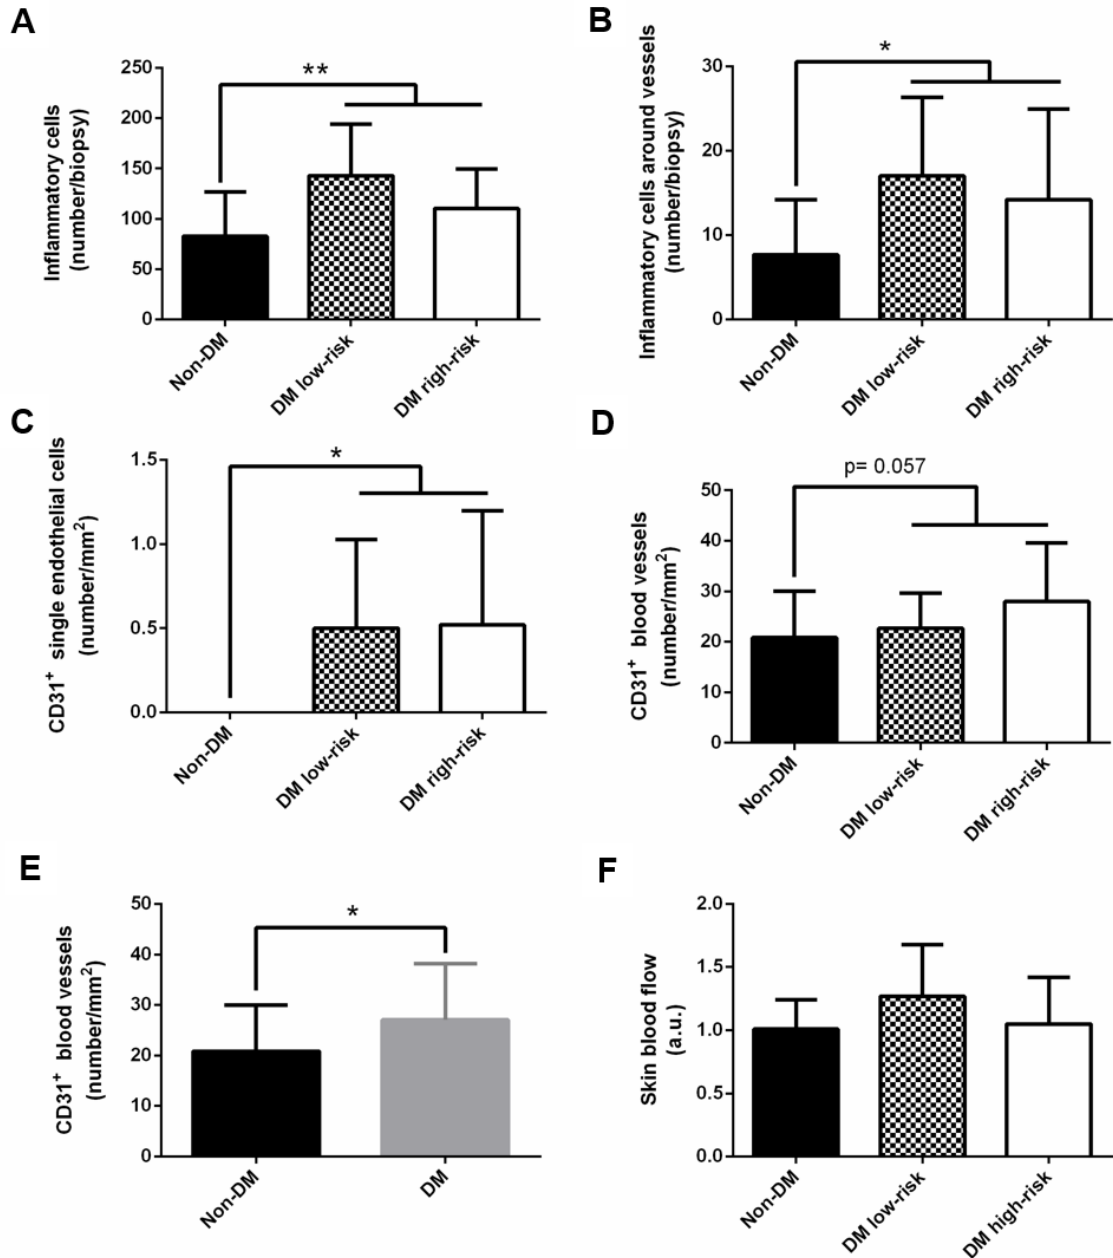 A
Inflammatory cells
(number/biopsy)
250
200
150
100
50
0
**
Non-DM
DM low-risk
DM righ-risk
B
Inflammatory cells around vessels
(number/biopsy)
30
20
10
0
*
Non-DM
DM low-risk
DM righ-risk
C
CD31+ single endothelial cells
(number/mm2)
1.5
1.0
0.5
0.0
*
Non-DM
DM low-risk
DM righ-risk
D
CD31+ blood vessels
(number/mm2)
50
40
30
20
10
0
p= 0.057
Non-DM
DM low-risk
DM righ-risk
E
CD31+ blood vessels
(number/mm2)
50
40
30
20
10
0
*
Non-DM
DM
F
Skin blood flow
(a.u.)
2.0
1.5
1.0
0.5
0.0
Non-DM
DM low-risk
DM high-risk